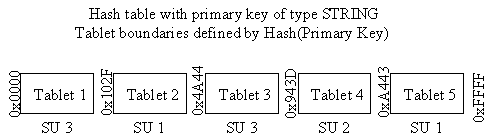 Hash table with primary key of type STRING
Tablet boundaries defined by Hash(Primary Key)
0x0000 Tablet 1 0x102F Tablet 2 0x4A44 Tablet 3 0x943D Tablet 4 0xA443 Tablet 5 0xFFFF
SU 3 SU 1 SU 3 SU 2 SU 1